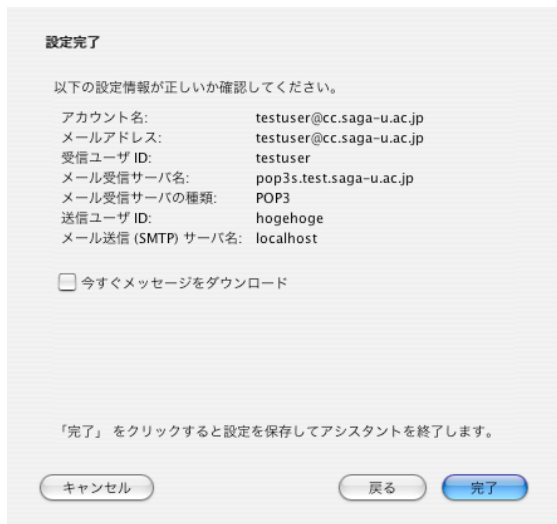 設定完了
以下の設定情報が正しいか確認してください。
アカウント名: testuser@cc.saga-u.ac.jp
メールアドレス: testuser@cc.saga-u.ac.jp
受信ユーザ ID: testuser
メール受信サーバ名: pop3s.test.saga-u.ac.jp
メール受信サーバの種類: POP3
送信ユーザ ID: hogehoge
メール送信 (SMTP) サーバ名: localhost
今すぐメッセージをダウンロード
「完了」 をクリックすると設定を保存してアシスタントを終了します。
キャンセル 戻る 完了